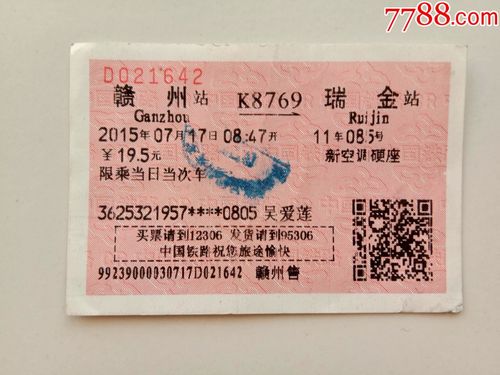 7788.com
D021642
赣州站 K8769 瑞金站
Ganzhou Ruijin
2015年07月17日08:47开 11车085号
¥19.5元 新空调硬座
限乘当日当次车
3625321957****0805 吴爱莲
买票请到12306 发货请到95306
中国铁路祝您旅途愉快
99239000030717D021642 赣州售